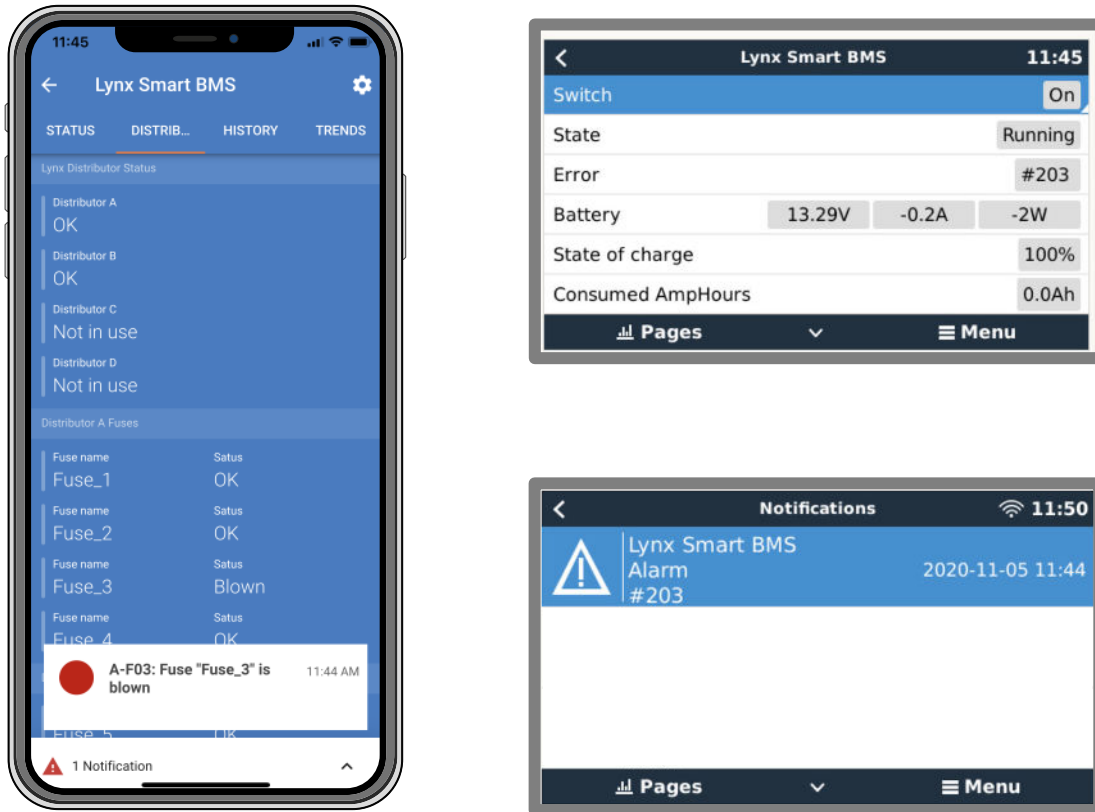 11:45
Lynx Smart BMS
STATUS DISTRIB... HISTORY TRENDS
Lynx Distributor Status
Distributor A
OK
Distributor B
OK
Distributor C
Not in use
Distributor D
Not in use
Distributor A Fuses
Fuse name Satus
Fuse_1 OK
Fuse name Satus
Fuse_2 OK
Fuse name Satus
Fuse_3 Blown
Fuse name Satus
Fuse_4 OK
A-F03: Fuse "Fuse_3" is 11:44 AM
blown
Fuse_5 OK
1 Notification
Lynx Smart BMS 11:45
Switch On
State Running
Error #203
Battery 13.29V -0.2A -2W
State of charge 100%
Consumed AmpHours 0.0Ah
Pages Menu
Notifications 11:50
Lynx Smart BMS
Alarm 2020-11-05 11:44
#203
Pages Menu